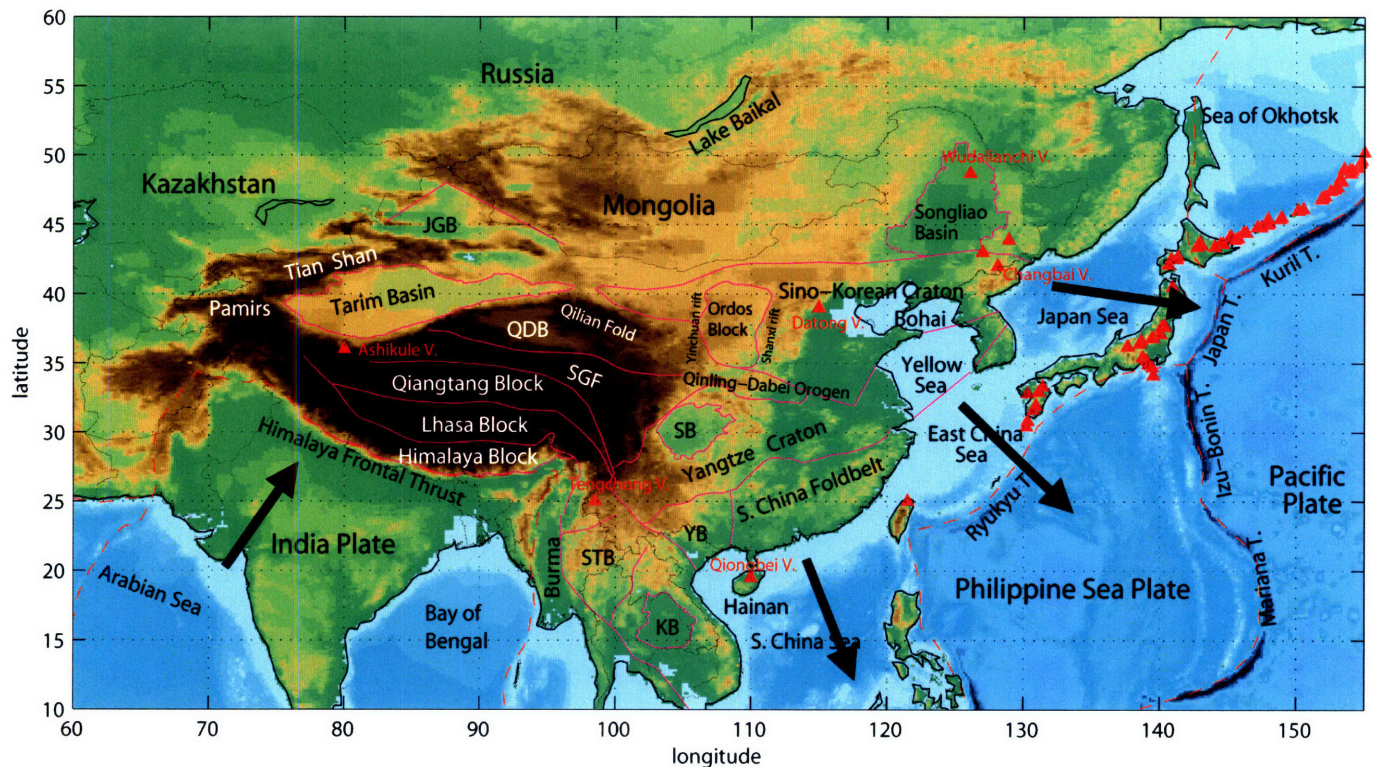 60
55
50
45
40
35
30
25
20
15
10
latitude
60
70
80
90
100
110
120
130
140
150
longitude
Russia
Lake Baikal
Sea of Okhotsk
Kazakhstan
Mongolia
Wudalianchi V.
JGB
Songliao
Basin
Tian Shan
Changbai V.
Kuril T.
Pamirs
Tarim Basin
Sino-Korean Craton
Ordos
Block
Yinchuan rift
Shanxi rift
Datong V.
Bohai
Japan Sea
Japan T.
QDB
Qilian Fold
Ashikule V.
SGF
Qiangtang Block
Qinling-Dabei Orogen
Yellow
Sea
Lhasa Block
SB
Himalaya Block
Himalaya Frontal Thrust
Yangtze Craton
East China
Sea
Izu-Bonin T.
Pacific
Plate
Tengchung V.
S. China Foldbelt
Ryukyu T.
India Plate
YB
STB
Burma
Qiongbei V.
Hainan
Philippine Sea Plate
Mariana T.
Arabian Sea
Bay of
Bengal
KB
S. China Sea